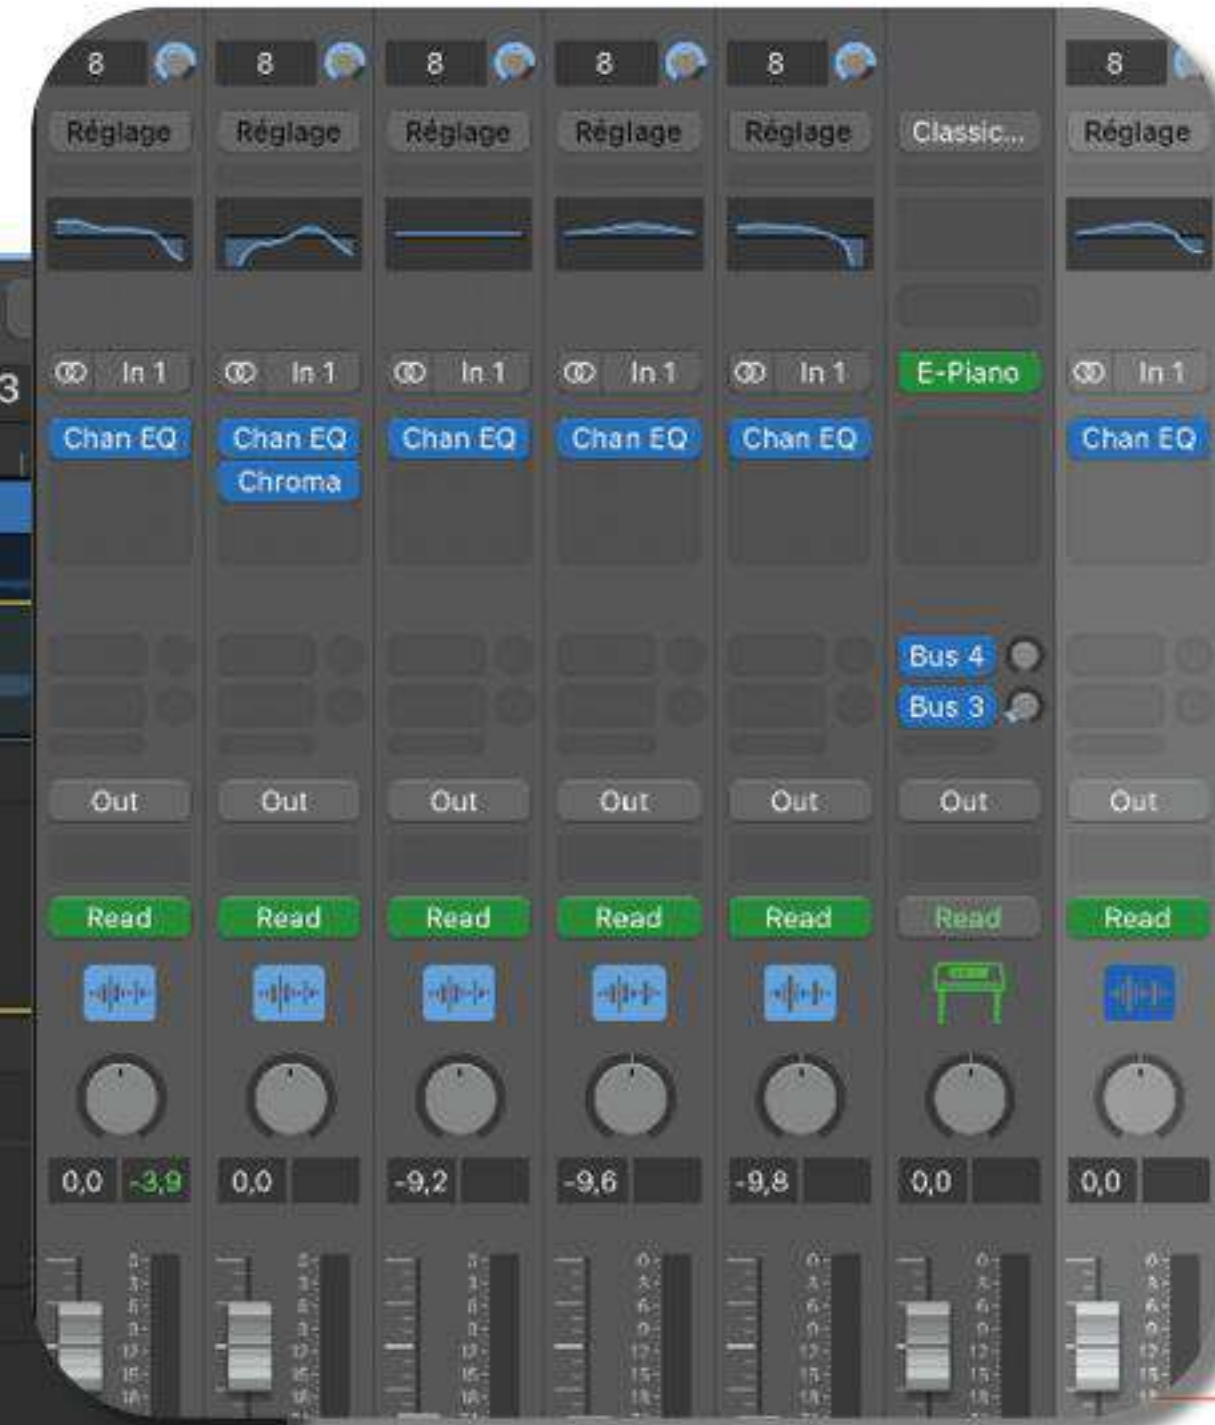 8 8 8 8 8 8
Réglage Réglage Réglage Réglage Réglage Classic... Réglage
In 1 In 1 In 1 In 1 In 1 E-Piano In 1
3
Chan EQ Chan EQ Chan EQ Chan EQ Chan EQ Chan EQ
Chroma
Bus 4
Bus 3
Out Out Out Out Out Out Out
Read Read Read Read Read Read Read
0,0 -3,9 0,0 -9,2 -9,6 -9,8 0,0 0,0